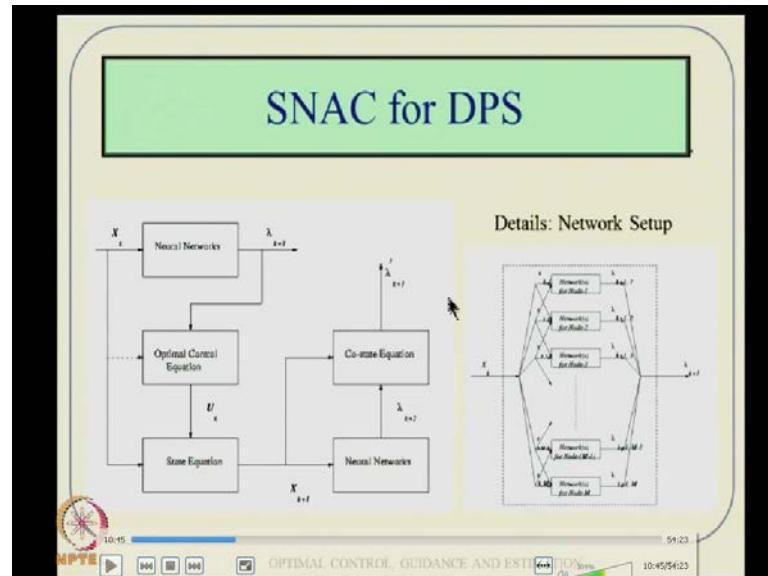 SNAC for DPS
Details: Network Setup
X k
Neural Networks
λ k+1
Optimal Control Equation
U k
State Equation
X k+1
Neural Networks
λ k+2
Co-state Equation
λ k+1 t
X k
Network(s) for Node-1
Network(s) for Node-2
Network(s) for Node-3
Network(s) for Node-(M-1)
Network(s) for Node-M
λ k+1
10:45
54:23
NPTE
OPTIMAL CONTROL, GUIDANCE AND
10:45/54:23